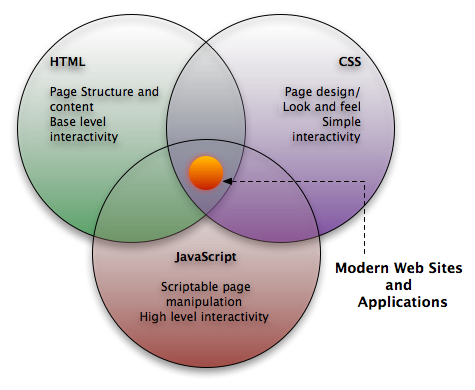 HTML
Page Structure and
content
Base level
interactivity
CSS
Page design/
Look and feel
Simple
interactivity
JavaScript
Scriptable page
manipulation
High level interactivity
Modern Web Sites
and
Applications